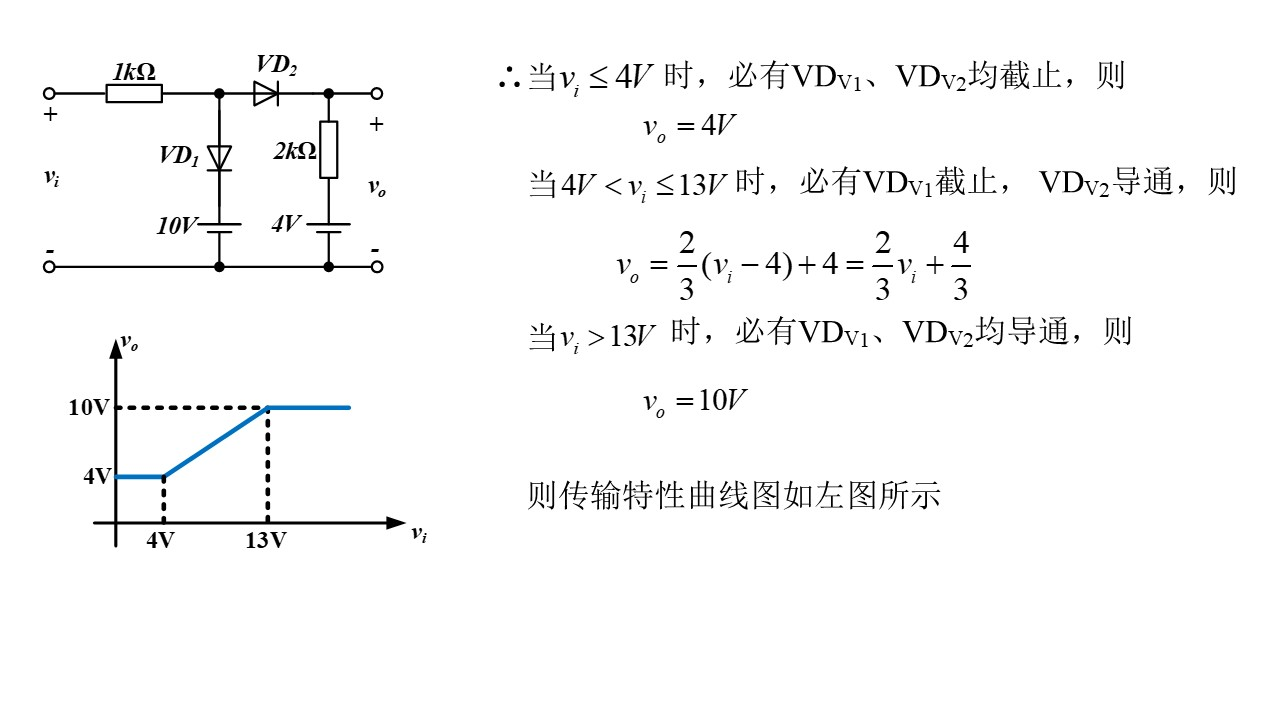 1kΩ
VD₂
+
+
VD₁
2kΩ
vᵢ
vₒ
10V
4V
-
-
vₒ
10V
4V
4V
13V
vᵢ
∴当vᵢ ≤ 4V 时，必有VDV1、VDV2均截止，则
vₒ = 4V
当4V < vᵢ ≤13V 时，必有VDV1截止， VDV2导通，则
vₒ = 2/3(vᵢ − 4) + 4 = 2/3 vᵢ + 4/3
当vᵢ >13V 时，必有VDV1、VDV2均导通，则
vₒ =10V
则传输特性曲线图如左图所示